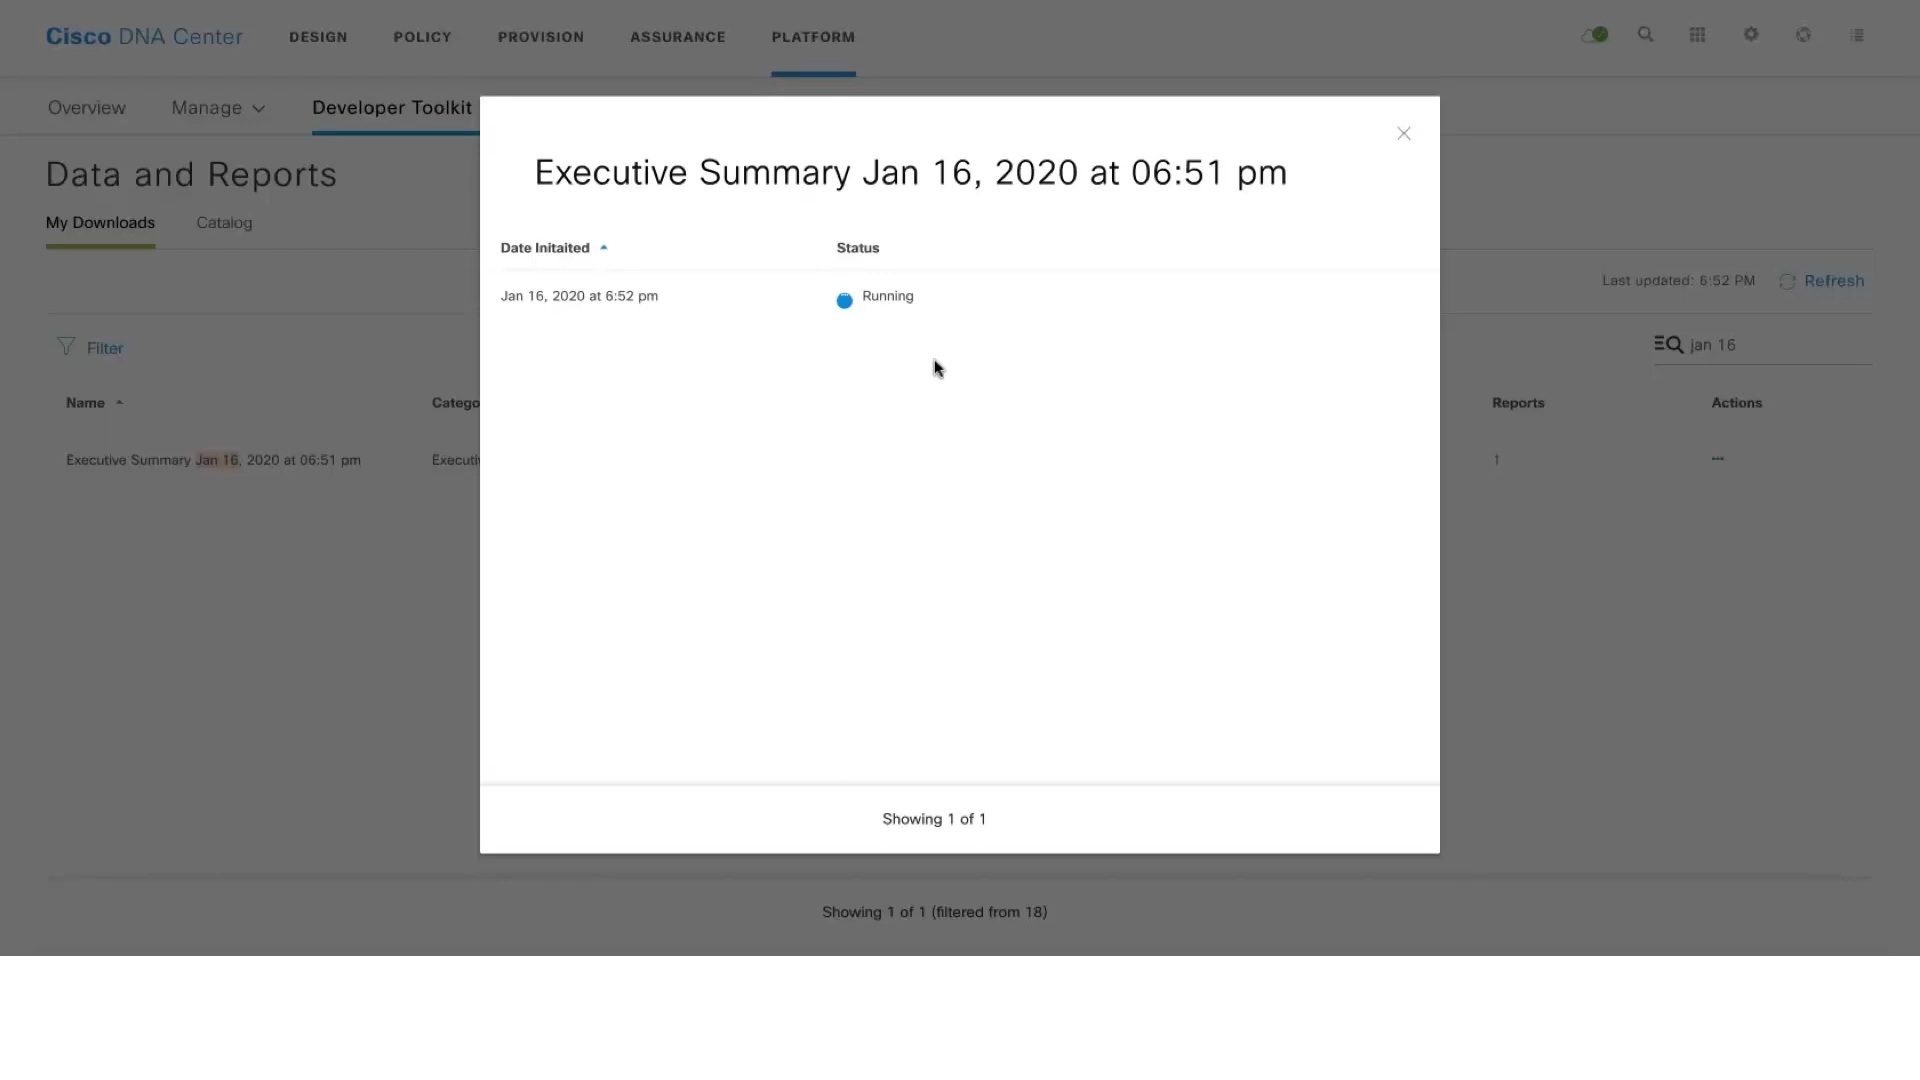 Cisco DNA Center DESIGN POLICY PROVISION ASSURANCE PLATFORM
Overview Manage Developer Toolkit
Data and Reports
My Downloads Catalog
Last updated: 6:52 PM Refresh
Filter
jan 16
Name Catego Reports Actions
Executive Summary Jan 16, 2020 at 06:51 pm Executi 1
Showing 1 of 1 (filtered from 18)
Executive Summary Jan 16, 2020 at 06:51 pm
Date Initaited Status
Jan 16, 2020 at 6:52 pm Running
Showing 1 of 1